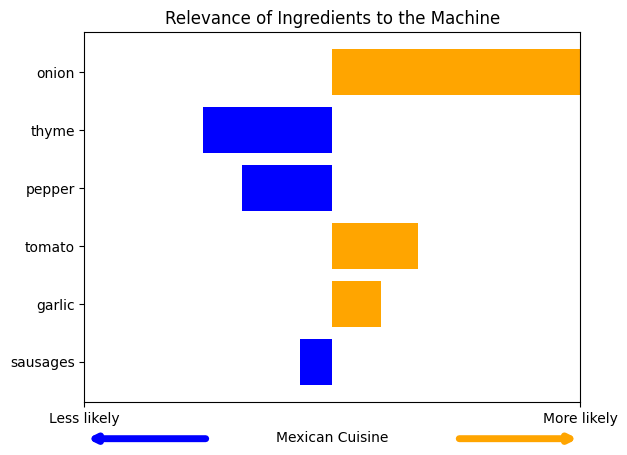 Relevance of Ingredients to the Machine
onion
thyme
pepper
tomato
garlic
sausages
Less likely
More likely
Mexican Cuisine